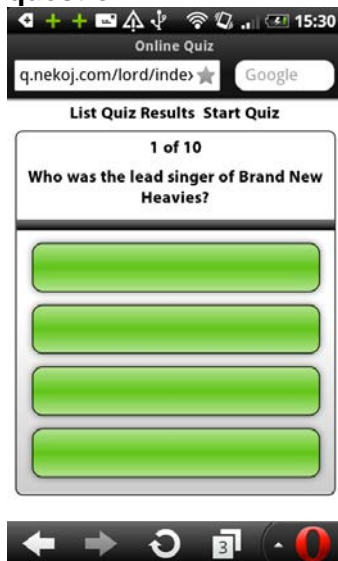 15:30
Online Quiz
q.nekoj.com/lord/inde
Google
List Quiz Results Start Quiz
1 of 10
Who was the lead singer of Brand New
Heavies?
3